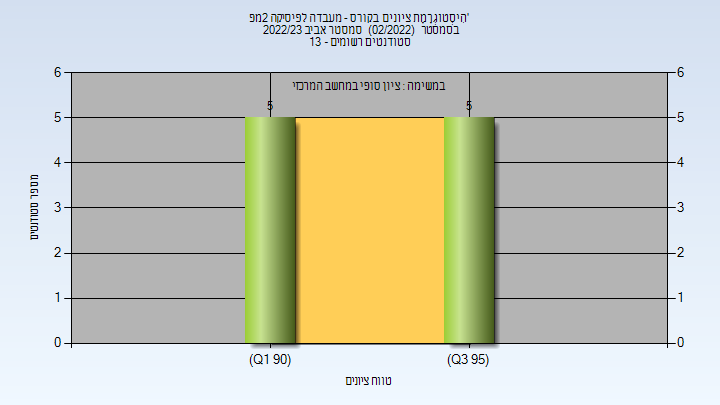 היסטוגרמת ציונים בקורס - מעבדה לפיסיקה 2מפ'
בסמסטר (02/2022) סמסטר אביב 2022/23
סטודנטים רשומים - 13
במשימה : ציון סופי במחשב המרכזי
6 6
5 5
5 5
4 4
3 3
2 2
1 1
0 0
מספר סטודנטים
(Q1 90) (Q3 95)
טווח ציונים